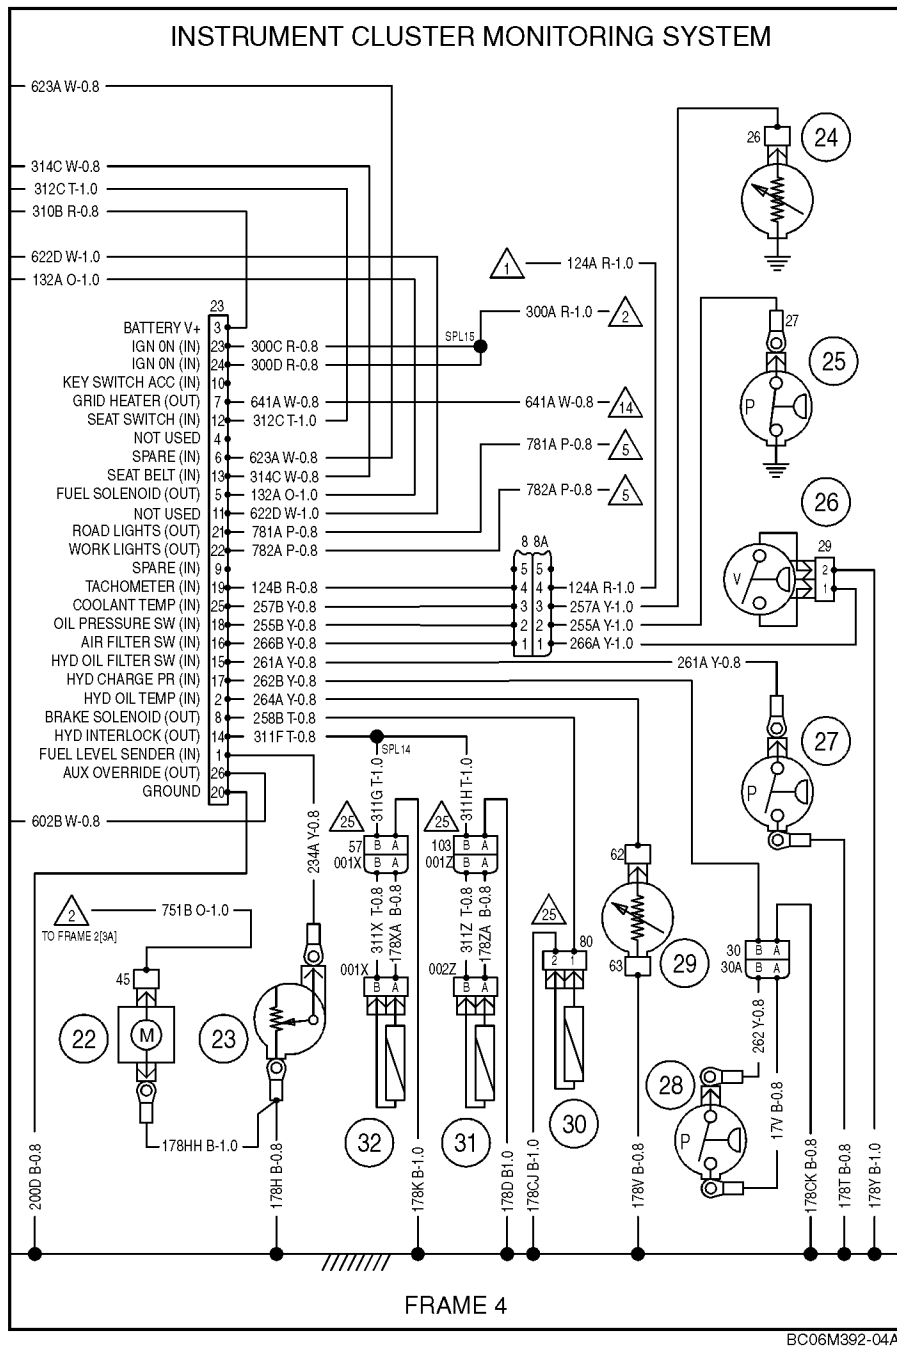 INSTRUMENT CLUSTER MONITORING SYSTEM
623A W-0.8
314C W-0.8
312C T-1.0
310B R-0.8
622D W-1.0
132A O-1.0
26
24
1
124A R-1.0
300A R-1.0
2
27
25
P
SPL15
23
BATTERY V+ 3
IGN 0N (IN) 23 300C R-0.8
IGN 0N (IN) 24 300D R-0.8
KEY SWITCH ACC (IN) 10
GRID HEATER (OUT) 7 641A W-0.8 641A W-0.8 14
SEAT SWITCH (IN) 12 312C T-1.0
NOT USED 4
SPARE (IN) 6 623A W-0.8 781A P-0.8 5
SEAT BELT (IN) 13 314C W-0.8
FUEL SOLENOID (OUT) 5 132A O-1.0 782A P-0.8 5
NOT USED 11 622D W-1.0
ROAD LIGHTS (OUT) 21 781A P-0.8
WORK LIGHTS (OUT) 22 782A P-0.8
SPARE (IN) 9
TACHOMETER (IN) 19 124B R-0.8
COOLANT TEMP (IN) 25 257B Y-0.8
OIL PRESSURE SW (IN) 18 255B Y-0.8
AIR FILTER SW (IN) 16 266B Y-0.8
HYD OIL FILTER SW (IN) 15 261A Y-0.8 261A Y-0.8
HYD CHARGE PR (IN) 17 262B Y-0.8
HYD OIL TEMP (IN) 2 264A Y-0.8
BRAKE SOLENOID (OUT) 8 258B T-0.8
HYD INTERLOCK (OUT) 14 311F T-0.8
FUEL LEVEL SENDER (IN) 1
AUX OVERRIDE (OUT) 26
GROUND 20
8 8A
5 5
4 4 124A R-1.0
3 3 257A Y-1.0
2 2 255A Y-1.0
1 1 266A Y-1.0
26
29
V
2
1
SPL14
27
P
602B W-0.8
234A Y-0.8
25
311G T-1.0
25
311H T-1.0
57 B A
001X B A
103 B A
001Z B A
311X T-0.8
178XA B-0.8
311Z T-0.8
178ZA B-0.8
001X B A
002Z B A
32
31
2
TO FRAME 2[3A]
751B O-1.0
45
22
M
23
178HH B-1.0
25
80
2 1
30
62
63
29
30 B A
30A B A
262 Y-0.8
17V B-0.8
28
P
200D B-0.8
178H B-0.8
178K B-1.0
178D B1.0
178CJ B-1.0
178V B-0.8
178CK B-0.8
178T B-0.8
178Y B-1.0
FRAME 4
BC06M392-04A